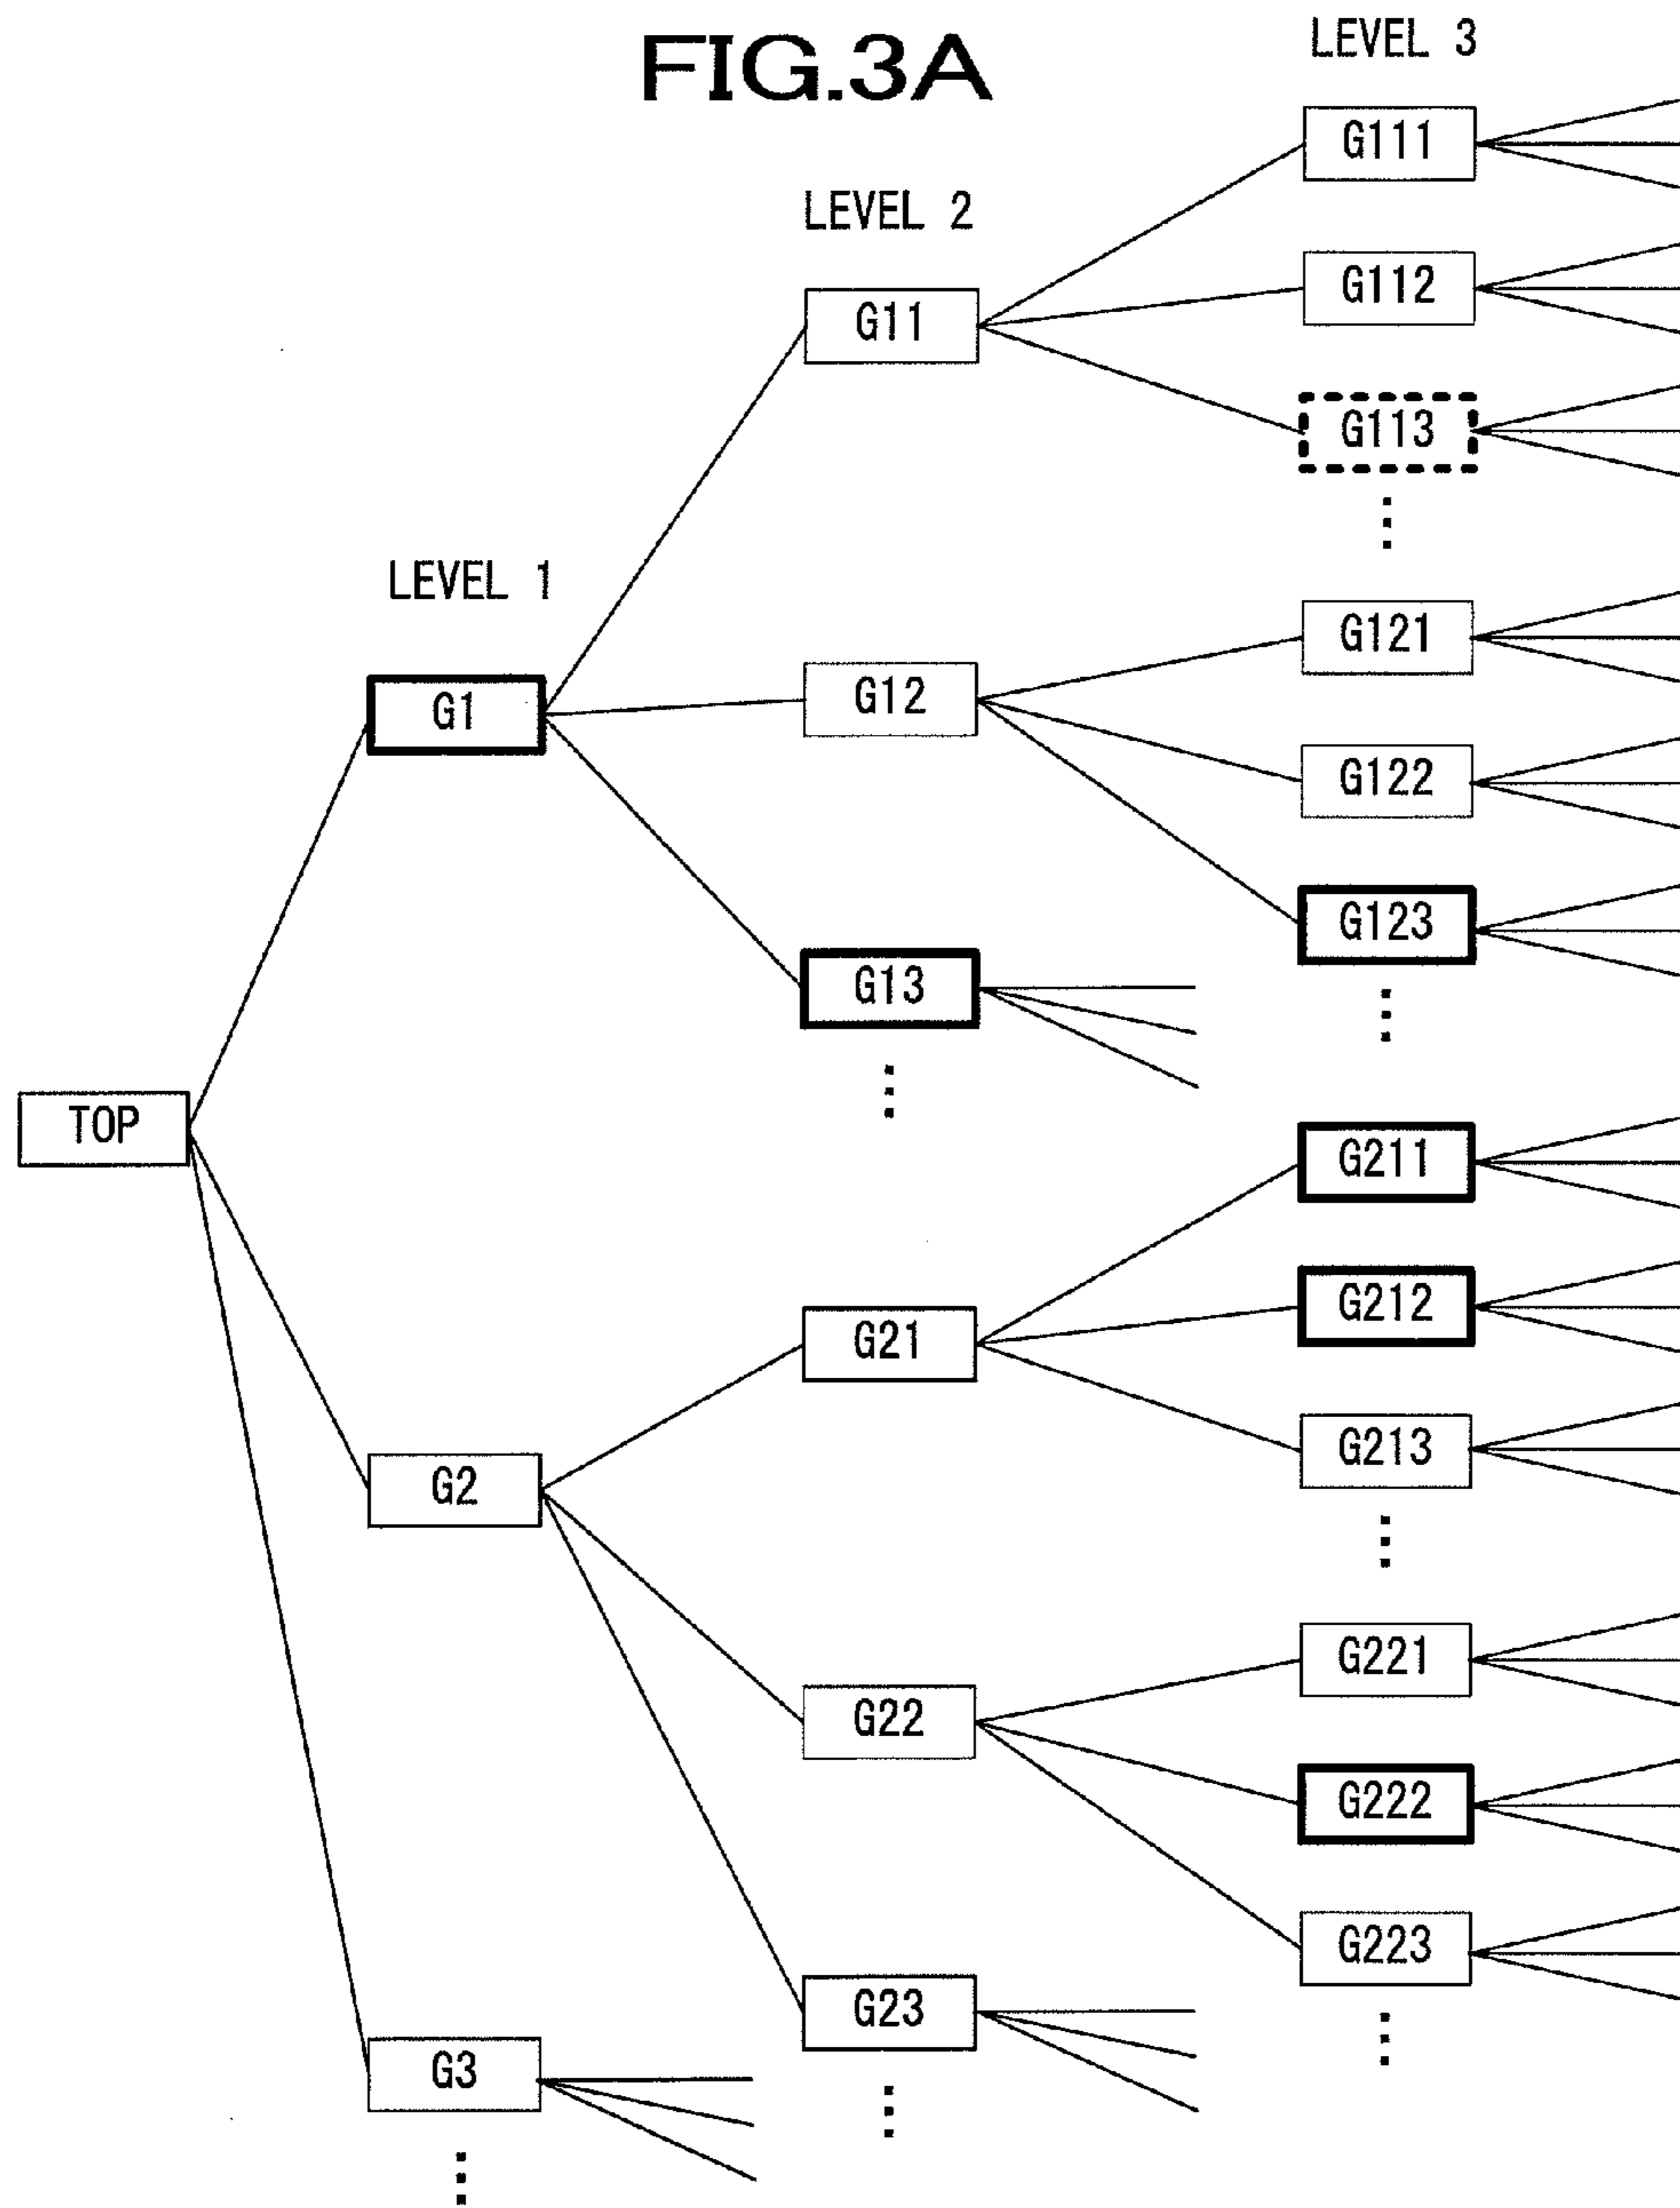 FIG.3A
LEVEL 3
G111
LEVEL 2
G112
G11
G113
LEVEL 1
G121
G12
G1
G122
G123
G13
TOP
G211
G212
G21
G213
G2
G221
G22
G222
G223
G23
G3